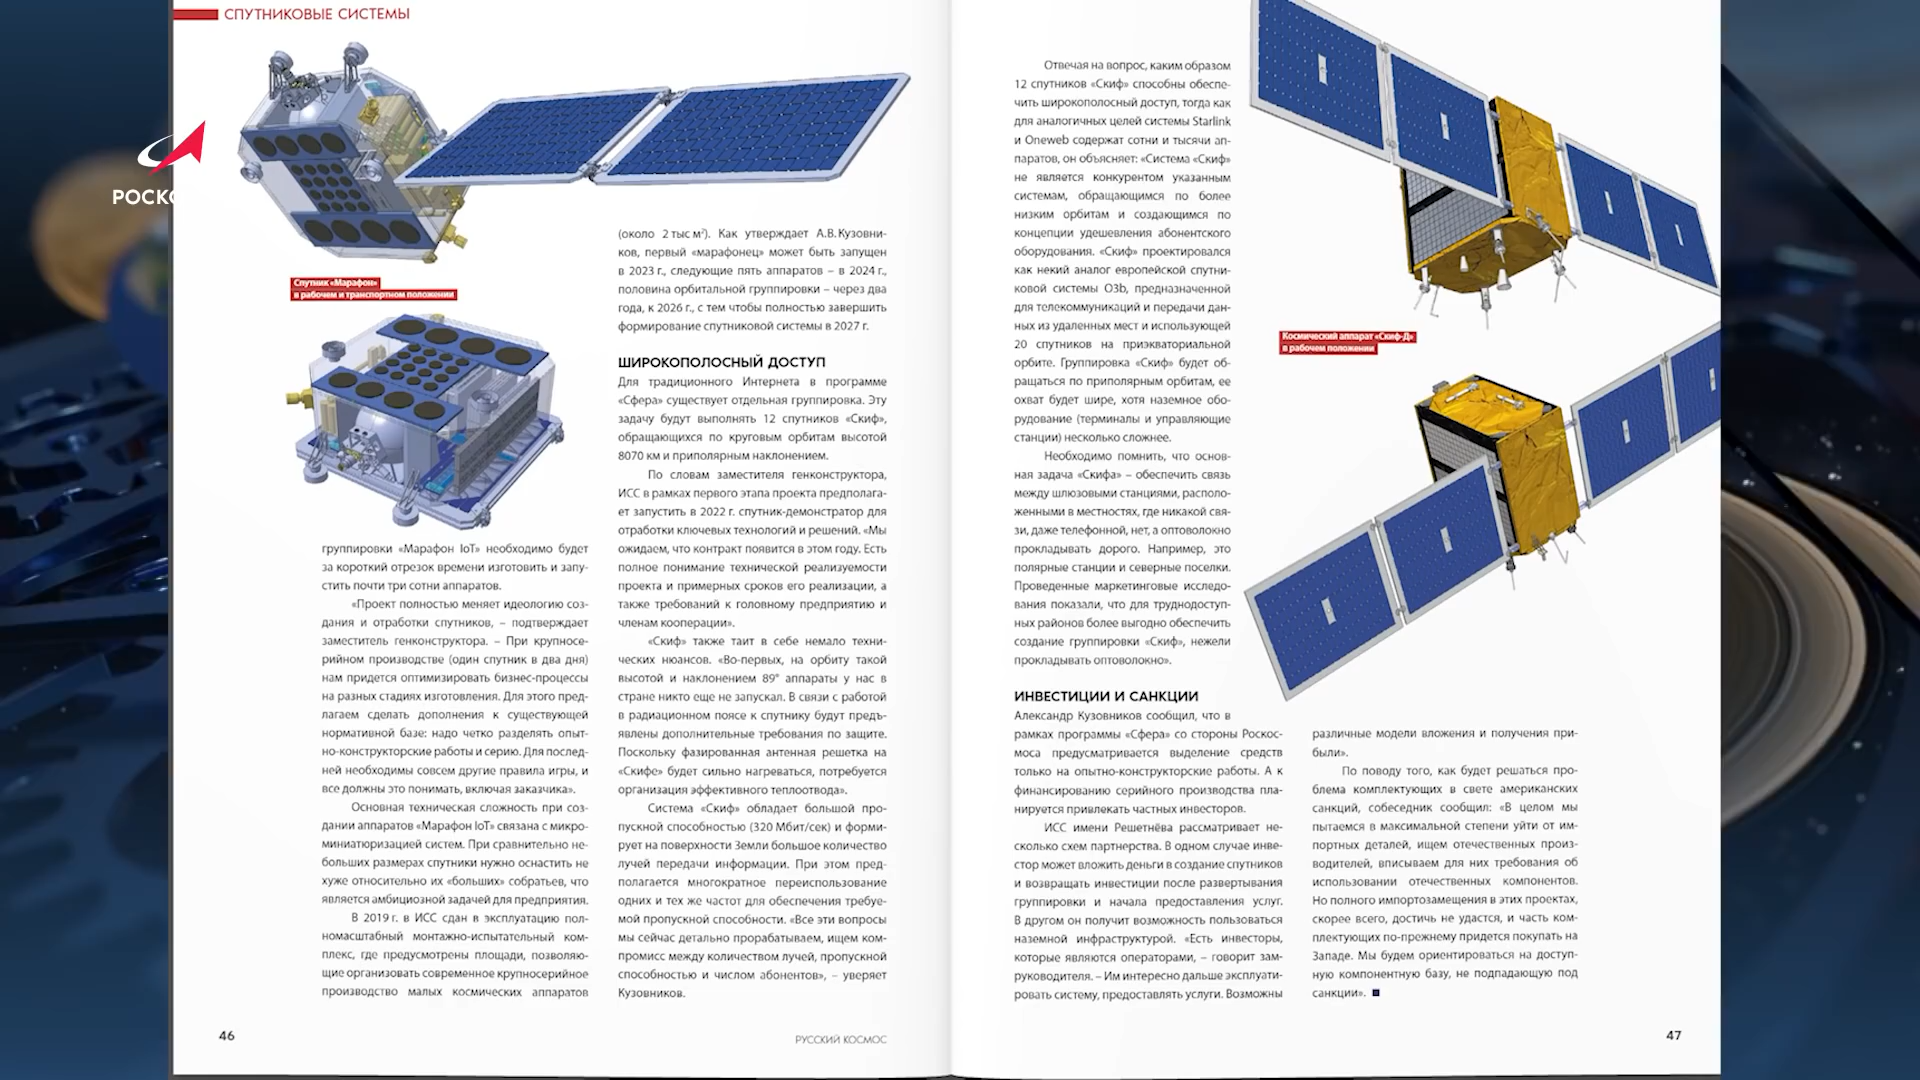 СПУТНИКОВЫЕ СИСТЕМЫ
РОСКО
Спутник «Марафон»
в рабочем и транспортном положении
группировки «Марафон IoT» необходимо будет
за короткий отрезок времени изготовить и запу-
стить почти три сотни аппаратов.
«Проект полностью меняет идеологию соз-
дания и отработки спутников, – подтверждает
заместитель генконструктора. – При крупносе-
рийном производстве (один спутник в два дня)
нам придется оптимизировать бизнес-процессы
на разных стадиях изготовления. Для этого пред-
лагаем сделать дополнения к существующей
нормативной базе: надо четко разделять опыт-
но-конструкторские работы и серию. Для послед-
ней необходимы совсем другие правила игры, и
все должны это понимать, включая заказчика».
Основная техническая сложность при соз-
дании аппаратов «Марафон IoT» связана с микро-
миниатюризацией систем. При сравнительно не-
больших размерах спутники нужно оснастить не
хуже относительно их «больших» собратьев, что
является амбициозной задачей для предприятия.
В 2019 г. в ИСС сдан в эксплуатацию пол-
номасштабный монтажно-испытательный ком-
плекс, где предусмотрены площади, позволяю-
щие организовать современное крупносерийное
производство малых космических аппаратов
(около 2 тыс м²). Как утверждает А.В. Кузовни-
ков, первый «марафонец» может быть запущен
в 2023 г., следующие пять аппаратов – в 2024 г.,
половина орбитальной группировки – через два
года, к 2026 г., с тем чтобы полностью завершить
формирование спутниковой системы в 2027 г.
ШИРОКОПОЛОСНЫЙ ДОСТУП
Для традиционного Интернета в программе
«Сфера» существует отдельная группировка. Эту
задачу будут выполнять 12 спутников «Скиф»,
обращающихся по круговым орбитам высотой
8070 км и приполярным наклонением.
По словам заместителя генконструктора,
ИСС в рамках первого этапа проекта предполага-
ет запустить в 2022 г. спутник-демонстратор для
отработки ключевых технологий и решений. «Мы
ожидаем, что контракт появится в этом году. Есть
полное понимание технической реализуемости
проекта и примерных сроков его реализации, а
также требований к головному предприятию и
членам кооперации».
«Скиф» также таит в себе немало техни-
ческих нюансов. «Во-первых, на орбиту такой
высотой и наклонением 89° аппараты у нас в
стране никто еще не запускал. В связи с работой
в радиационном поясе к спутнику будут предъ-
явлены дополнительные требования по защите.
Поскольку фазированная антенная решетка на
«Скифе» будет сильно нагреваться, потребуется
организация эффективного теплоотвода».
Система «Скиф» обладает большой про-
пускной способностью (320 Мбит/сек) и форми-
рует на поверхности Земли большое количество
лучей передачи информации. При этом пред-
полагается многократное переиспользование
одних и тех же частот для обеспечения требуе-
мой пропускной способности. «Все эти вопросы
мы сейчас детально прорабатываем, ищем ком-
промисс между количеством лучей, пропускной
способностью и числом абонентов», – уверяет
Кузовников.
46
РУССКИЙ КОСМОС
Отвечая на вопрос, каким образом
12 спутников «Скиф» способны обеспе-
чить широкополосный доступ, тогда как
для аналогичных целей системы Starlink
и Oneweb содержат сотни и тысячи ап-
паратов, он объясняет: «Система «Скиф»
не является конкурентом указанным
системам, обращающимся по более
низким орбитам и создающимся по
концепции удешевления абонентского
оборудования. «Скиф» проектировался
как некий аналог европейской спутни-
ковой системы O3b, предназначенной
для телекоммуникаций и передачи дан-
ных из удаленных мест и использующей
20 спутников на приэкваториальной
орбите. Группировка «Скиф» будет об-
ращаться по приполярным орбитам, ее
охват будет шире, хотя наземное обо-
рудование (терминалы и управляющие
станции) несколько сложнее.
Необходимо помнить, что основ-
ная задача «Скифа» – обеспечить связь
между шлюзовыми станциями, располо-
женными в местностях, где никакой свя-
зи, даже телефонной, нет, а оптоволокно
прокладывать дорого. Например, это
полярные станции и северные поселки.
Проведенные маркетинговые исследо-
вания показали, что для труднодоступ-
ных районов более выгодно обеспечить
создание группировки «Скиф», нежели
прокладывать оптоволокно».
Космический аппарат «Скиф-Д»
в рабочем положении
ИНВЕСТИЦИИ И САНКЦИИ
Александр Кузовников сообщил, что в
рамках программы «Сфера» со стороны Роскос-
моса предусматривается выделение средств
только на опытно-конструкторские работы. А к
финансированию серийного производства пла-
нируется привлекать частных инвесторов.
ИСС имени Решетнёва рассматривает не-
сколько схем партнерства. В одном случае инве-
стор может вложить деньги в создание спутников
и возвращать инвестиции после развертывания
группировки и начала предоставления услуг.
В другом он получит возможность пользоваться
наземной инфраструктурой. «Есть инвесторы,
которые являются операторами, – говорит зам-
руководителя. – Им интересно дальше эксплуати-
ровать систему, предоставлять услуги. Возможны
различные модели вложения и получения при-
были».
По поводу того, как будет решаться про-
блема комплектующих в свете американских
санкций, собеседник сообщил: «В целом мы
пытаемся в максимальной степени уйти от им-
портных деталей, ищем отечественных произ-
водителей, вписываем для них требования об
использовании отечественных компонентов.
Но полного импортозамещения в этих проектах,
скорее всего, достичь не удастся, и часть ком-
плектующих по-прежнему придется покупать на
Западе. Мы будем ориентироваться на доступ-
ную компонентную базу, не подпадающую под
санкции».
47